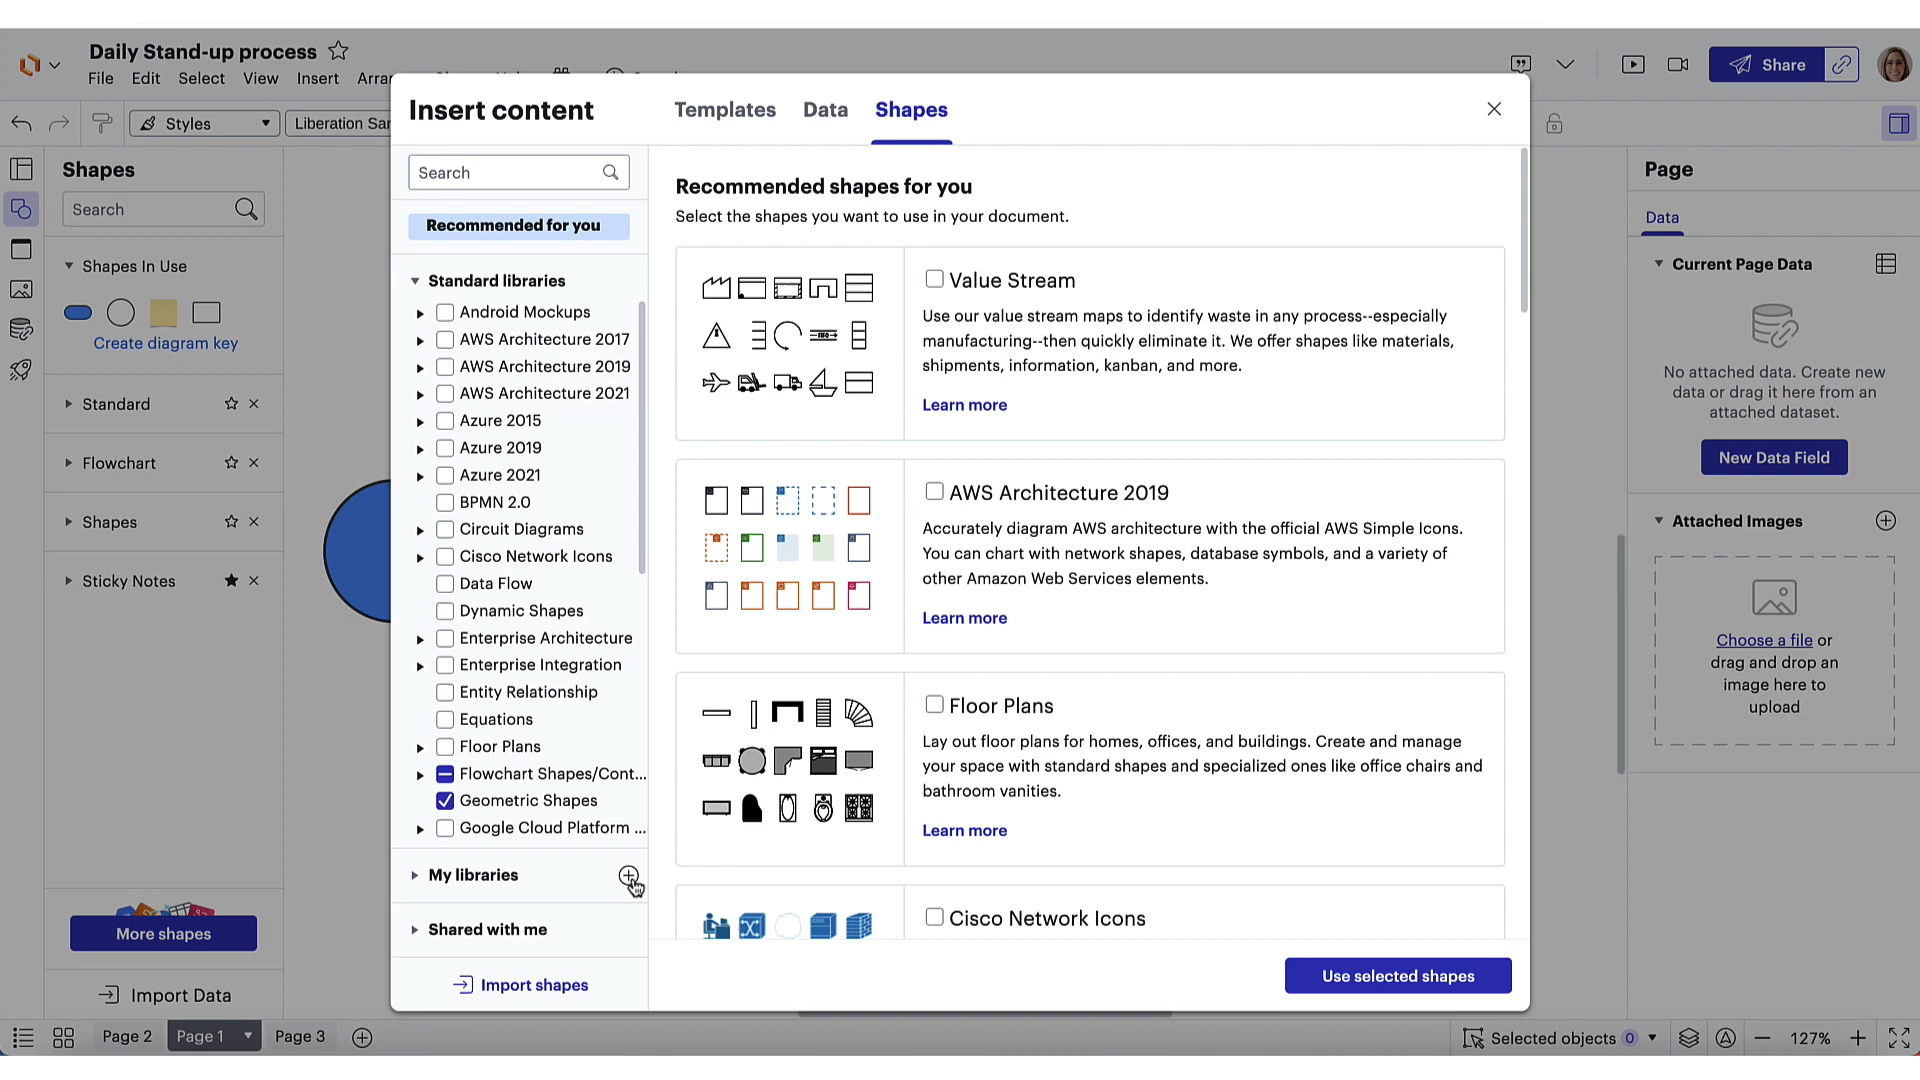 Daily Stand-up process
File Edit Select View Insert Arra
Share
Styles
Liberation Sar
Shapes
Search
Shapes In Use
Create diagram key
Standard
Flowchart
Shapes
Sticky Notes
More shapes
Import Data
Insert content
Templates Data Shapes
Search
Recommended for you
Standard libraries
Android Mockups
AWS Architecture 2017
AWS Architecture 2019
AWS Architecture 2021
Azure 2015
Azure 2019
Azure 2021
BPMN 2.0
Circuit Diagrams
Cisco Network Icons
Data Flow
Dynamic Shapes
Enterprise Architecture
Enterprise Integration
Entity Relationship
Equations
Floor Plans
Flowchart Shapes/Cont...
Geometric Shapes
Google Cloud Platform ...
My libraries
Shared with me
Import shapes
Recommended shapes for you
Select the shapes you want to use in your document.
Value Stream
Use our value stream maps to identify waste in any process--especially
manufacturing--then quickly eliminate it. We offer shapes like materials,
shipments, information, kanban, and more.
Learn more
AWS Architecture 2019
Accurately diagram AWS architecture with the official AWS Simple Icons.
You can chart with network shapes, database symbols, and a variety of
other Amazon Web Services elements.
Learn more
Floor Plans
Lay out floor plans for homes, offices, and buildings. Create and manage
your space with standard shapes and specialized ones like office chairs and
bathroom vanities.
Learn more
Cisco Network Icons
Use selected shapes
Page
Data
Current Page Data
No attached data. Create new
data or drag it here from an
attached dataset.
New Data Field
Attached Images
Choose a file or
drag and drop an
image here to
upload
Page 2 Page 1 Page 3
Selected objects 0
127%